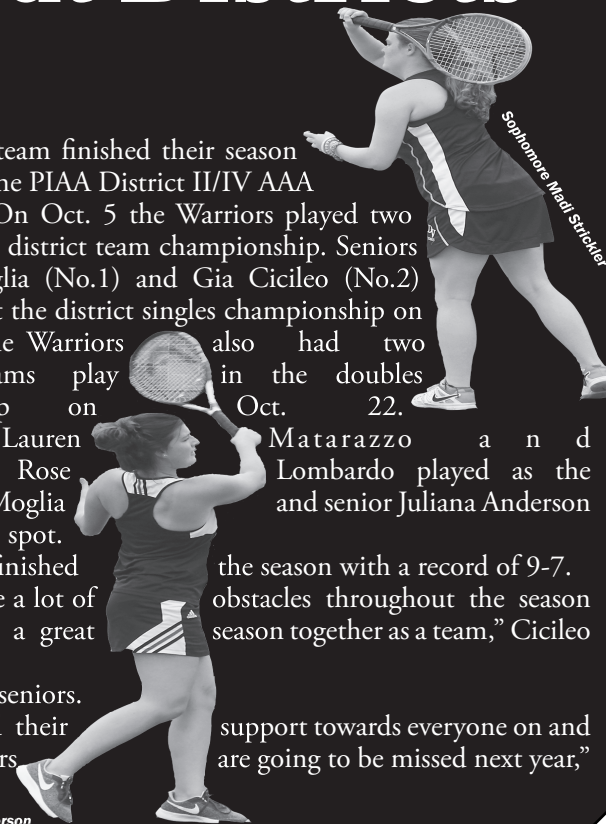 at Districts
team finished their season
he PIAA District II/IV AAA
On Oct. 5 the Warriors played two
district team championship. Seniors
glia (No.1) and Gia Cicileo (No.2)
t the district singles championship on
e Warriors also had two
ams play in the doubles
p on Oct. 22.
Lauren Matarazzo a n d
Rose Lombardo played as the
Moglia and senior Juliana Anderson
spot.
inished the season with a record of 9-7.
e a lot of obstacles throughout the season
a great season together as a team,” Cicileo
seniors.
their support towards everyone on and
rs are going to be missed next year,”
Sophomore Madi Strickler
erson